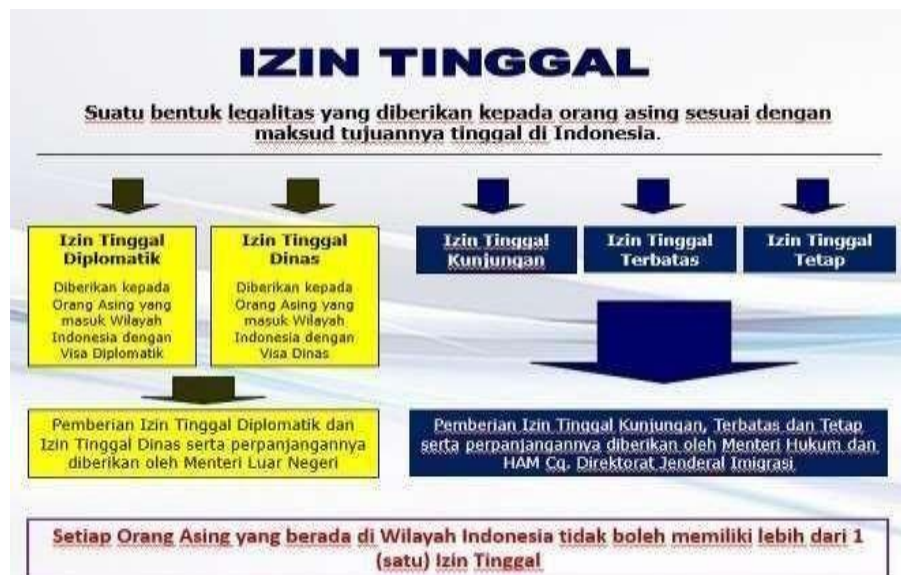 IZIN TINGGAL
Suatu bentuk legalitas yang diberikan kepada orang asing sesuai dengan
maksud tujuannya tinggal di Indonesia.
Izin Tinggal
Diplomatik
Diberikan kepada
Orang Asing yang
masuk Wilayah
Indonesia dengan
Visa Diplomatik
Izin Tinggal
Dinas
Diberikan kepada
Orang Asing yang
masuk Wilayah
Indonesia dengan
Visa Dinas
Izin Tinggal
Kunjungan
Izin Tinggal
Terbatas
Izin Tinggal
Tetap
Pemberian Izin Tinggal Diplomatik dan
Izin Tinggal Dinas serta perpanjangannya
diberikan oleh Menteri Luar Negeri
Pemberian Izin Tinggal Kunjungan, Terbatas dan Tetap
serta perpanjangannya diberikan oleh Menteri Hukum dan
HAM Cq. Direktorat Jenderal Imigrasi
Setiap Orang Asing yang berada di Wilayah Indonesia tidak boleh memiliki lebih dari 1
(satu) Izin Tinggal